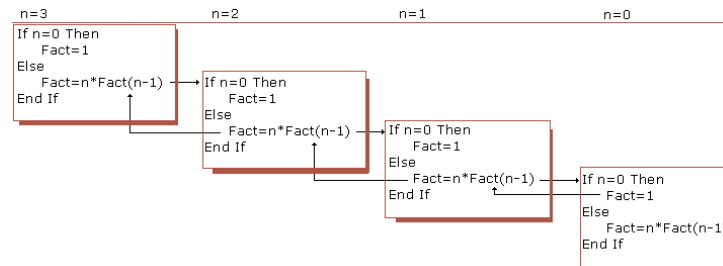 n=3 n=2 n=1 n=0
If n=0 Then
Fact=1
Else
Fact=n*Fact(n-1)
End If
If n=0 Then
Fact=1
Else
Fact=n*Fact(n-1)
End If
If n=0 Then
Fact=1
Else
Fact=n*Fact(n-1)
End If
If n=0 Then
Fact=1
Else
Fact=n*Fact(n-1
End If